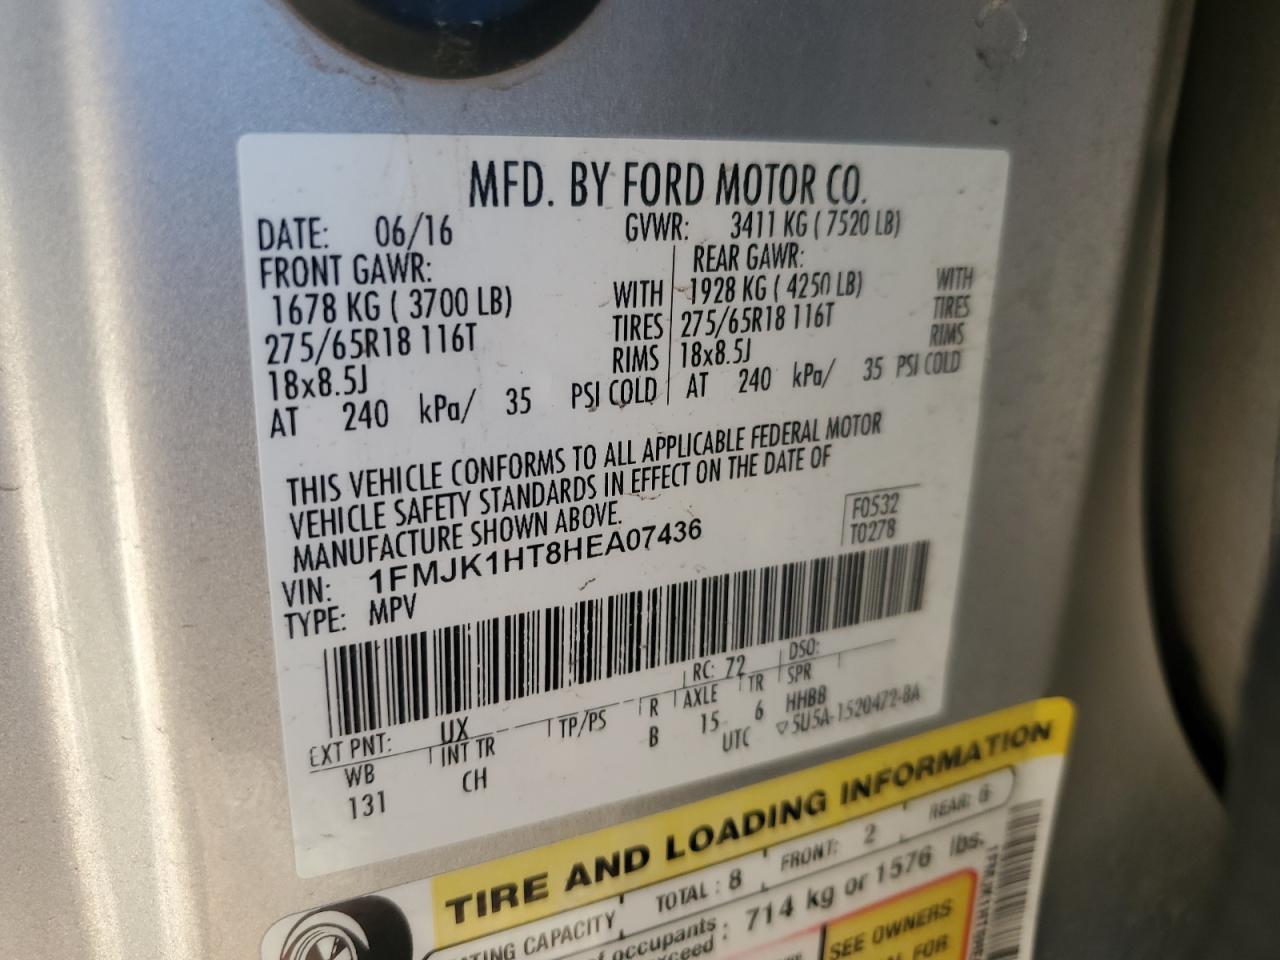 MFD. BY FORD MOTOR CO.
DATE: 06/16 GVWR: 3411 KG ( 7520 LB)
FRONT GAWR: REAR GAWR:
1678 KG ( 3700 LB) WITH 1928 KG ( 4250 LB) WITH
275/65R18 116T TIRES 275/65R18 116T TIRES
18x8.5J RIMS 18x8.5J RIMS
AT 240 kPa/ 35 PSI COLD AT 240 kPa/ 35 PSI COLD
THIS VEHICLE CONFORMS TO ALL APPLICABLE FEDERAL MOTOR
VEHICLE SAFETY STANDARDS IN EFFECT ON THE DATE OF
MANUFACTURE SHOWN ABOVE.
F0532
T0278
VIN: 1FMJK1HT8HEA07436
TYPE: MPV
EXT PNT: UX RC: 72 DSO:
WB INT TR TP/PS R AXLE TR SPR
131 CH B 15 6 HHBB
UTC ▽5U5A-1520472-BA
TIRE AND LOADING INFORMATION
CAPACITY TOTAL : 8 FRONT: 2 REAR: 6
occupants : 714 kg or 1576 lbs.
SEE OWNERS
FOR